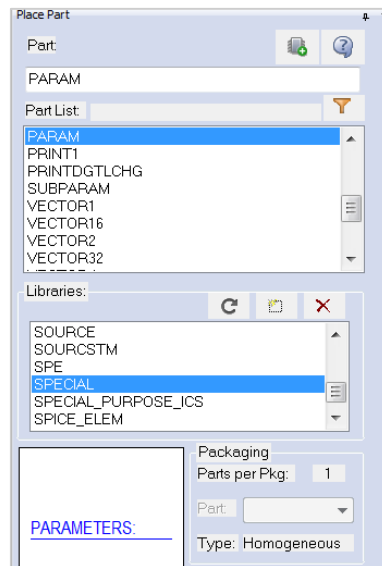 Place Part
Part:
PARAM
Part List:
PARAM
PRINT1
PRINTDGTLCHG
SUBPARAM
VECTOR1
VECTOR16
VECTOR2
VECTOR32
Libraries:
SOURCE
SOURCSTM
SPE
SPECIAL
SPECIAL_PURPOSE_ICS
SPICE_ELEM
PARAMETERS:
Packaging
Parts per Pkg: 1
Part:
Type: Homogeneous